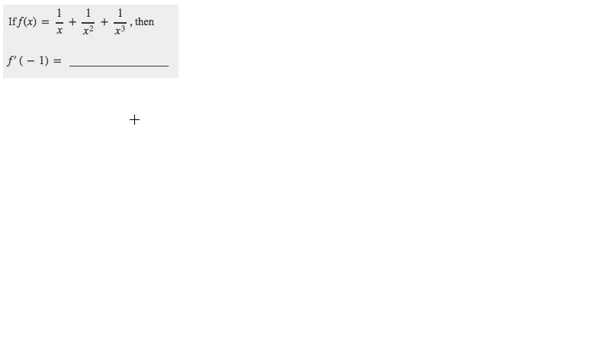 If f(x) = 1/x + 1/x² + 1/x³, then
f′(−1) = ________________